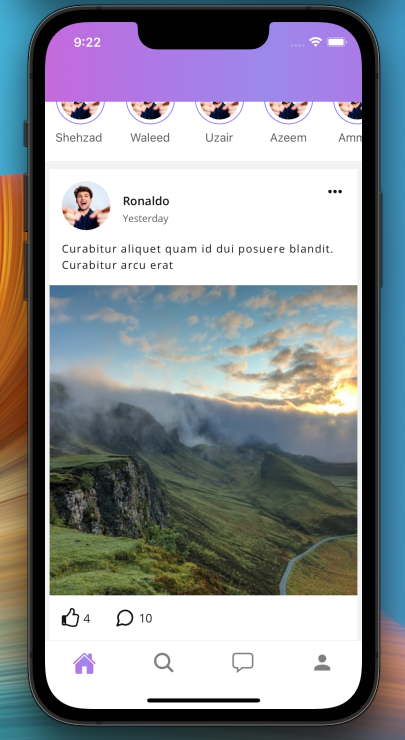 9:22
Shehzad Waleed Uzair Azeem Amm
Ronaldo
Yesterday
Curabitur aliquet quam id dui posuere blandit.
Curabitur arcu erat
4 10